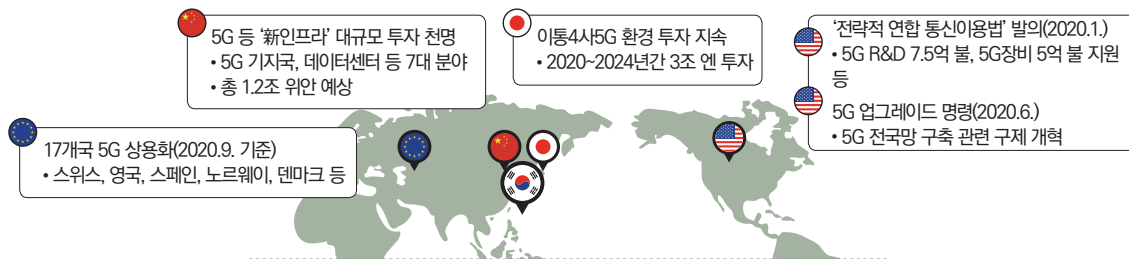 5G 등 ‘新인프라’ 대규모 투자 천명
• 5G 기지국, 데이터센터 등 7대 분야
• 총 1.2조 위안 예상
이통4사5G 환경 투자 지속
• 2020~2024년간 3조 엔 투자
‘전략적 연합 통신이용법’ 발의(2020.1.)
• 5G R&D 7.5억 불, 5G장비 5억 불 지원
등
5G 업그레이드 명령(2020.6.)
• 5G 전국망 구축 관련 구제 개혁
17개국 5G 상용화(2020.9. 기준)
• 스위스, 영국, 스페인, 노르웨이, 덴마크 등